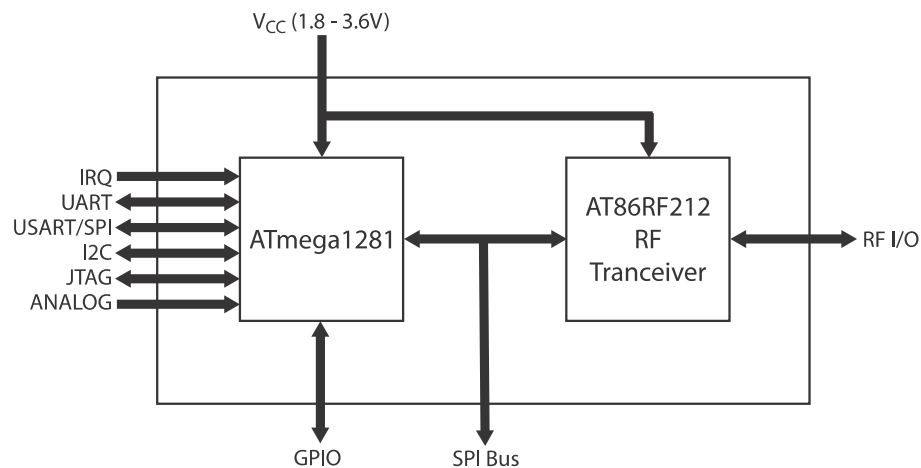 VCC (1.8 - 3.6V)
IRQ
UART
USART/SPI
I2C
JTAG
ANALOG
ATmega1281
AT86RF212
RF
Tranceiver
RF I/O
GPIO
SPI Bus